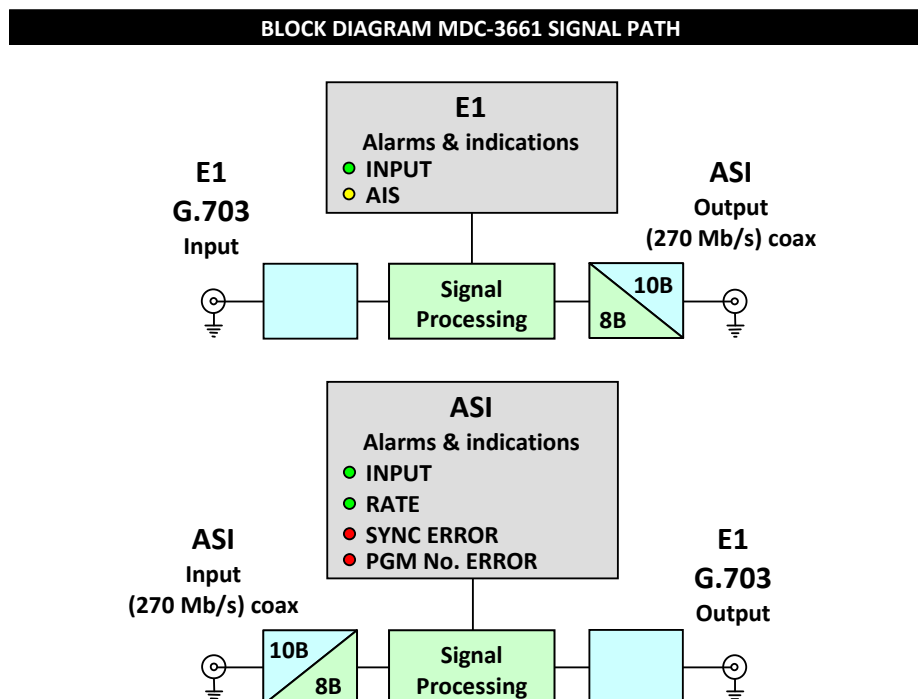 BLOCK DIAGRAM MDC-3661 SIGNAL PATH
E1
Alarms & indications
INPUT
AIS
E1
G.703
Input
ASI
Output
(270 Mb/s) coax
Signal
Processing
10B
8B
ASI
Alarms & indications
INPUT
RATE
SYNC ERROR
PGM No. ERROR
ASI
Input
(270 Mb/s) coax
E1
G.703
Output
10B
8B
Signal
Processing